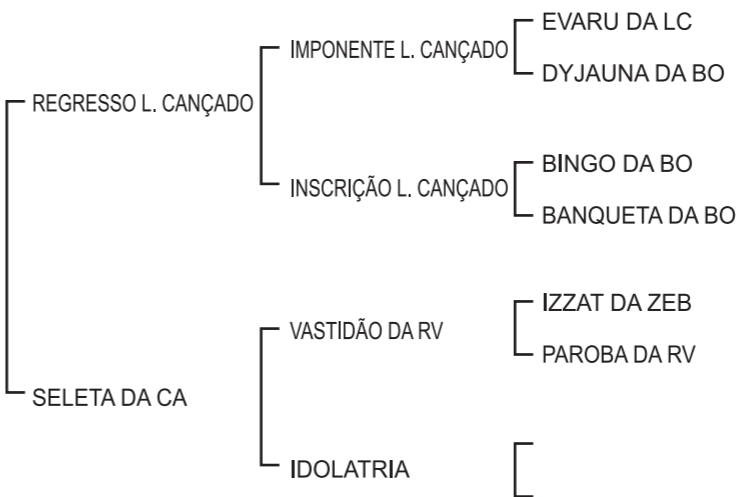 EVARU DA LC
IMPONENTE L. CANÇADO
DYJAUNA DA BO
REGRESSO L. CANÇADO
BINGO DA BO
INSCRIÇÃO L. CANÇADO
BANQUETA DA BO
IZZAT DA ZEB
VASTIDÃO DA RV
PAROBA DA RV
SELETA DA CA
IDOLATRIA